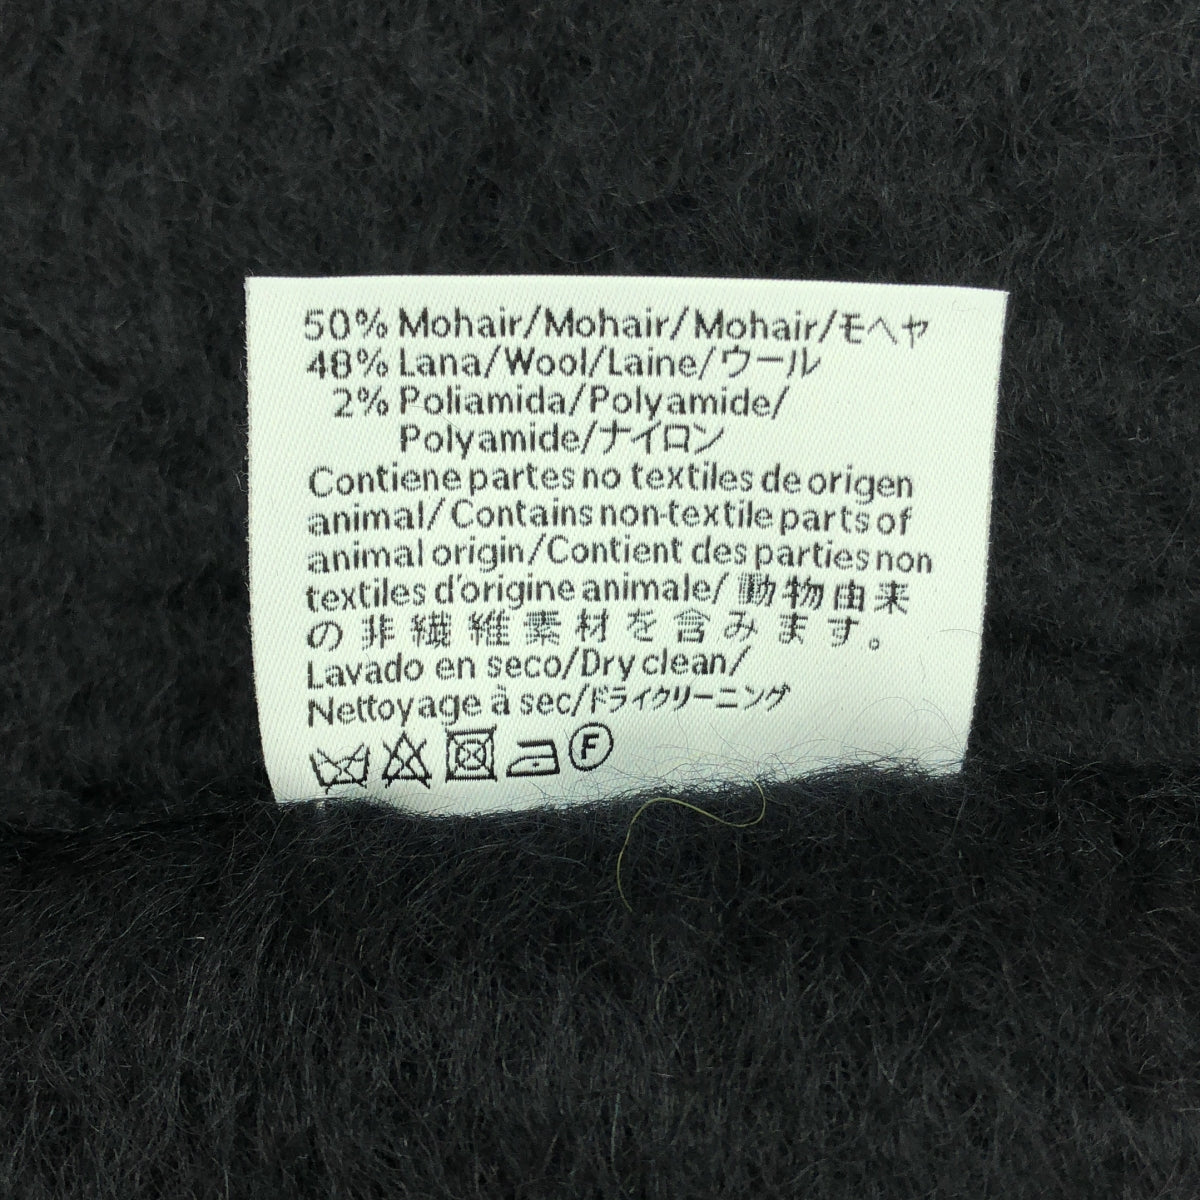 50% Mohair/Mohair/Mohair/モヘヤ
48% Lana/Wool/Laine/ウール
2% Poliamida/Polyamide/
Polyamide/ナイロン
Contiene partes no textiles de origen
animal/Contains non-textile parts of
animal origin/Contient des parties non
textiles d'origine animale/動物由来
の非繊維素材を含みます。
Lavado en seco/Dry clean/
Nettoyage à sec/ドライクリーニング
F